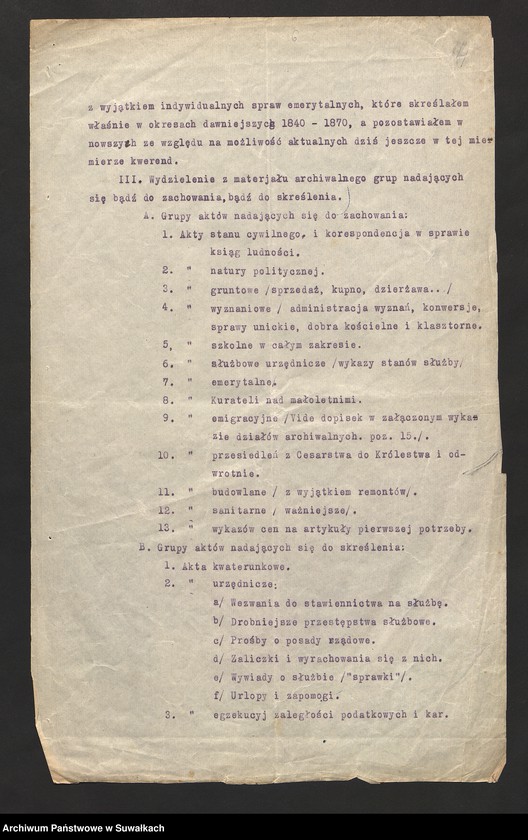 z wyjątkiem indywidualnych spraw emerytalnych, które skreślałem
właśnie w okresach dawniejszych 1840 - 1870, a pozostawiałem w
nowszych ze względu na możliwość aktualnych dziś jeszcze w tej mier
mierze kwerend.
III. Wydzielenie z materjału archiwalnego grup nadających
się bądź do zachowania, bądź do skreślenia.
A. Grupy aktów nadających się do zachowania:
1. Akty stanu cywilnego, i korespondencja w sprawie
ksiąg ludności.
2. " natury politycznej.
3. " gruntowe /sprzedaż, kupno, dzierżawa.. /
4. " wyznaniowe / administracja wyznań, konwersje,
sprawy unickie, dobra kościelne i klasztorne.
5, " szkolne w całym zakresie.
6. " służbowe urzędnicze /wykazy stanów służby/
7. " emerytalne.
8. " Kurateli nad małoletnimi.
9. " emigracyjne /Vide dopisek w załączonym wyka=
zie działów archiwalnych. poz. 15./.
10. " przesiedleń z Cesarstwa do Królestwa i od-
wrotnie.
11. " budowlane / z wyjątkiem remontów/.
12. " sanitarne / ważniejsze/.
13. " wykazów cen na artykuły pierwszej potrzeby.
B. Grupy aktów nadających się do skreślenia:
1. Akta kwaterunkowe.
2. " urzędnicze:
a/ Wezwania do stawiennictwa na służbę.
b/ Drobniejsze przestępstwa służbowe.
c/ Prośby o posady rządowe.
d/ Zaliczki i wyrachowania się z nich.
e/ Wywiady o służbie /"sprawki"/.
f/ Urlopy i zapomogi.
3. " egzekucyj zaległości podatkowych i kar.
Archiwum Państwowe w Suwałkach